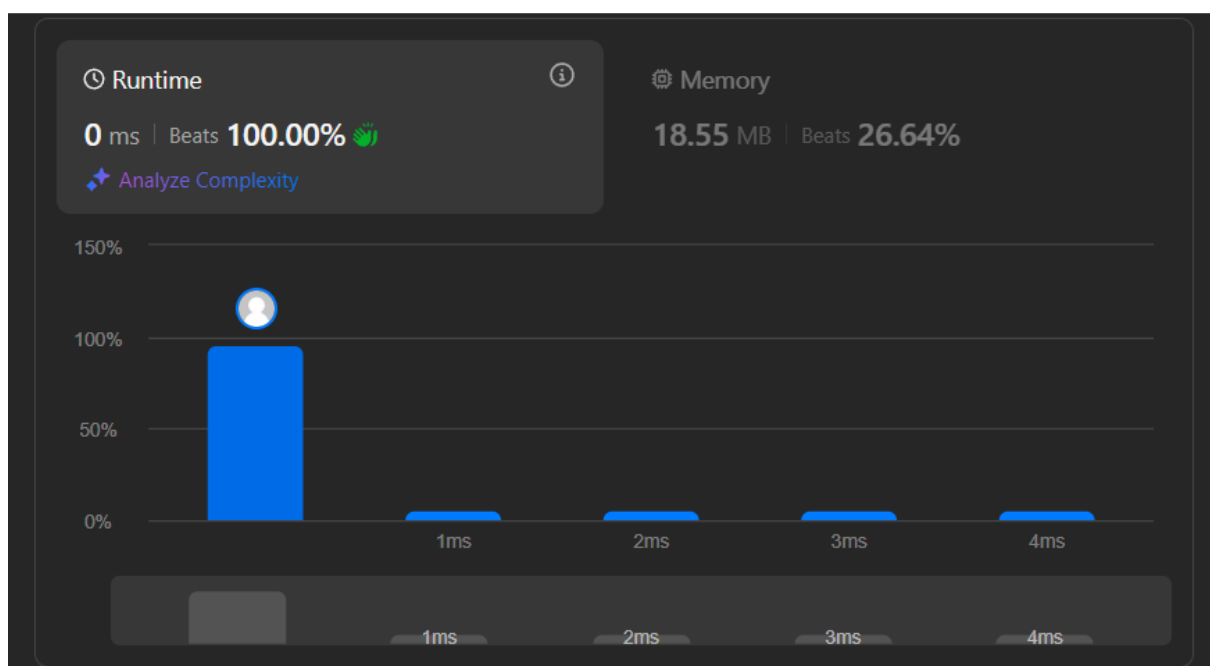 Runtime
0 ms | Beats 100.00%
Analyze Complexity
Memory
18.55 MB | Beats 26.64%
150%
100%
50%
0%
1ms 2ms 3ms 4ms
1ms 2ms 3ms 4ms